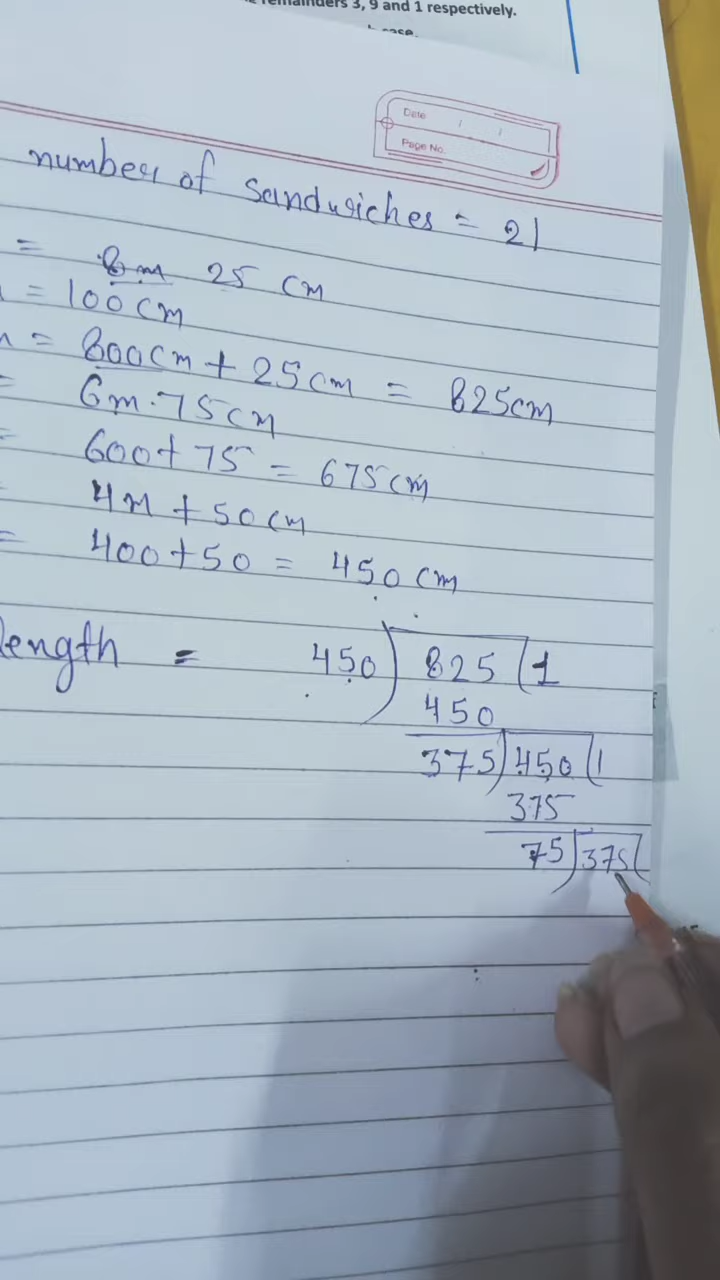 remainders 3, 9 and 1 respectively.
case.
Date / /
Page No.
number of sandwiches = 21
= 8m 25 cm
= 100cm
= 800cm + 25cm = 825cm
= 6m.75cm
= 600+75 = 675cm
= 4m + 50cm
= 400+50 = 450 cm
length = 450) 825 (1
450
375) 450 (1
375
75) 375 (